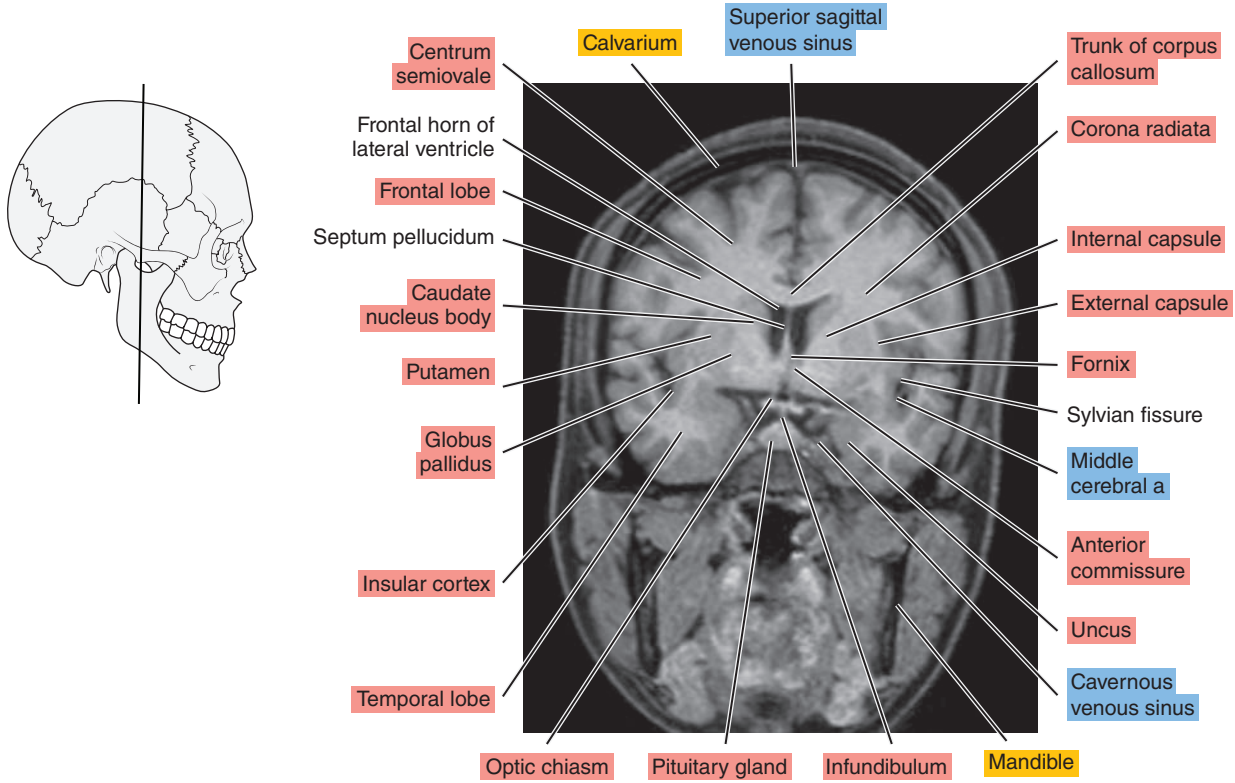 Centrum
semiovale
Calvarium
Superior sagittal
venous sinus
Trunk of corpus
callosum
Frontal horn of
lateral ventricle
Frontal lobe
Septum pellucidum
Caudate
nucleus body
Putamen
Globus
pallidus
Insular cortex
Temporal lobe
Corona radiata
Internal capsule
External capsule
Fornix
Sylvian fissure
Middle
cerebral a
Anterior
commissure
Uncus
Cavernous
venous sinus
Optic chiasm
Pituitary gland
Infundibulum
Mandible